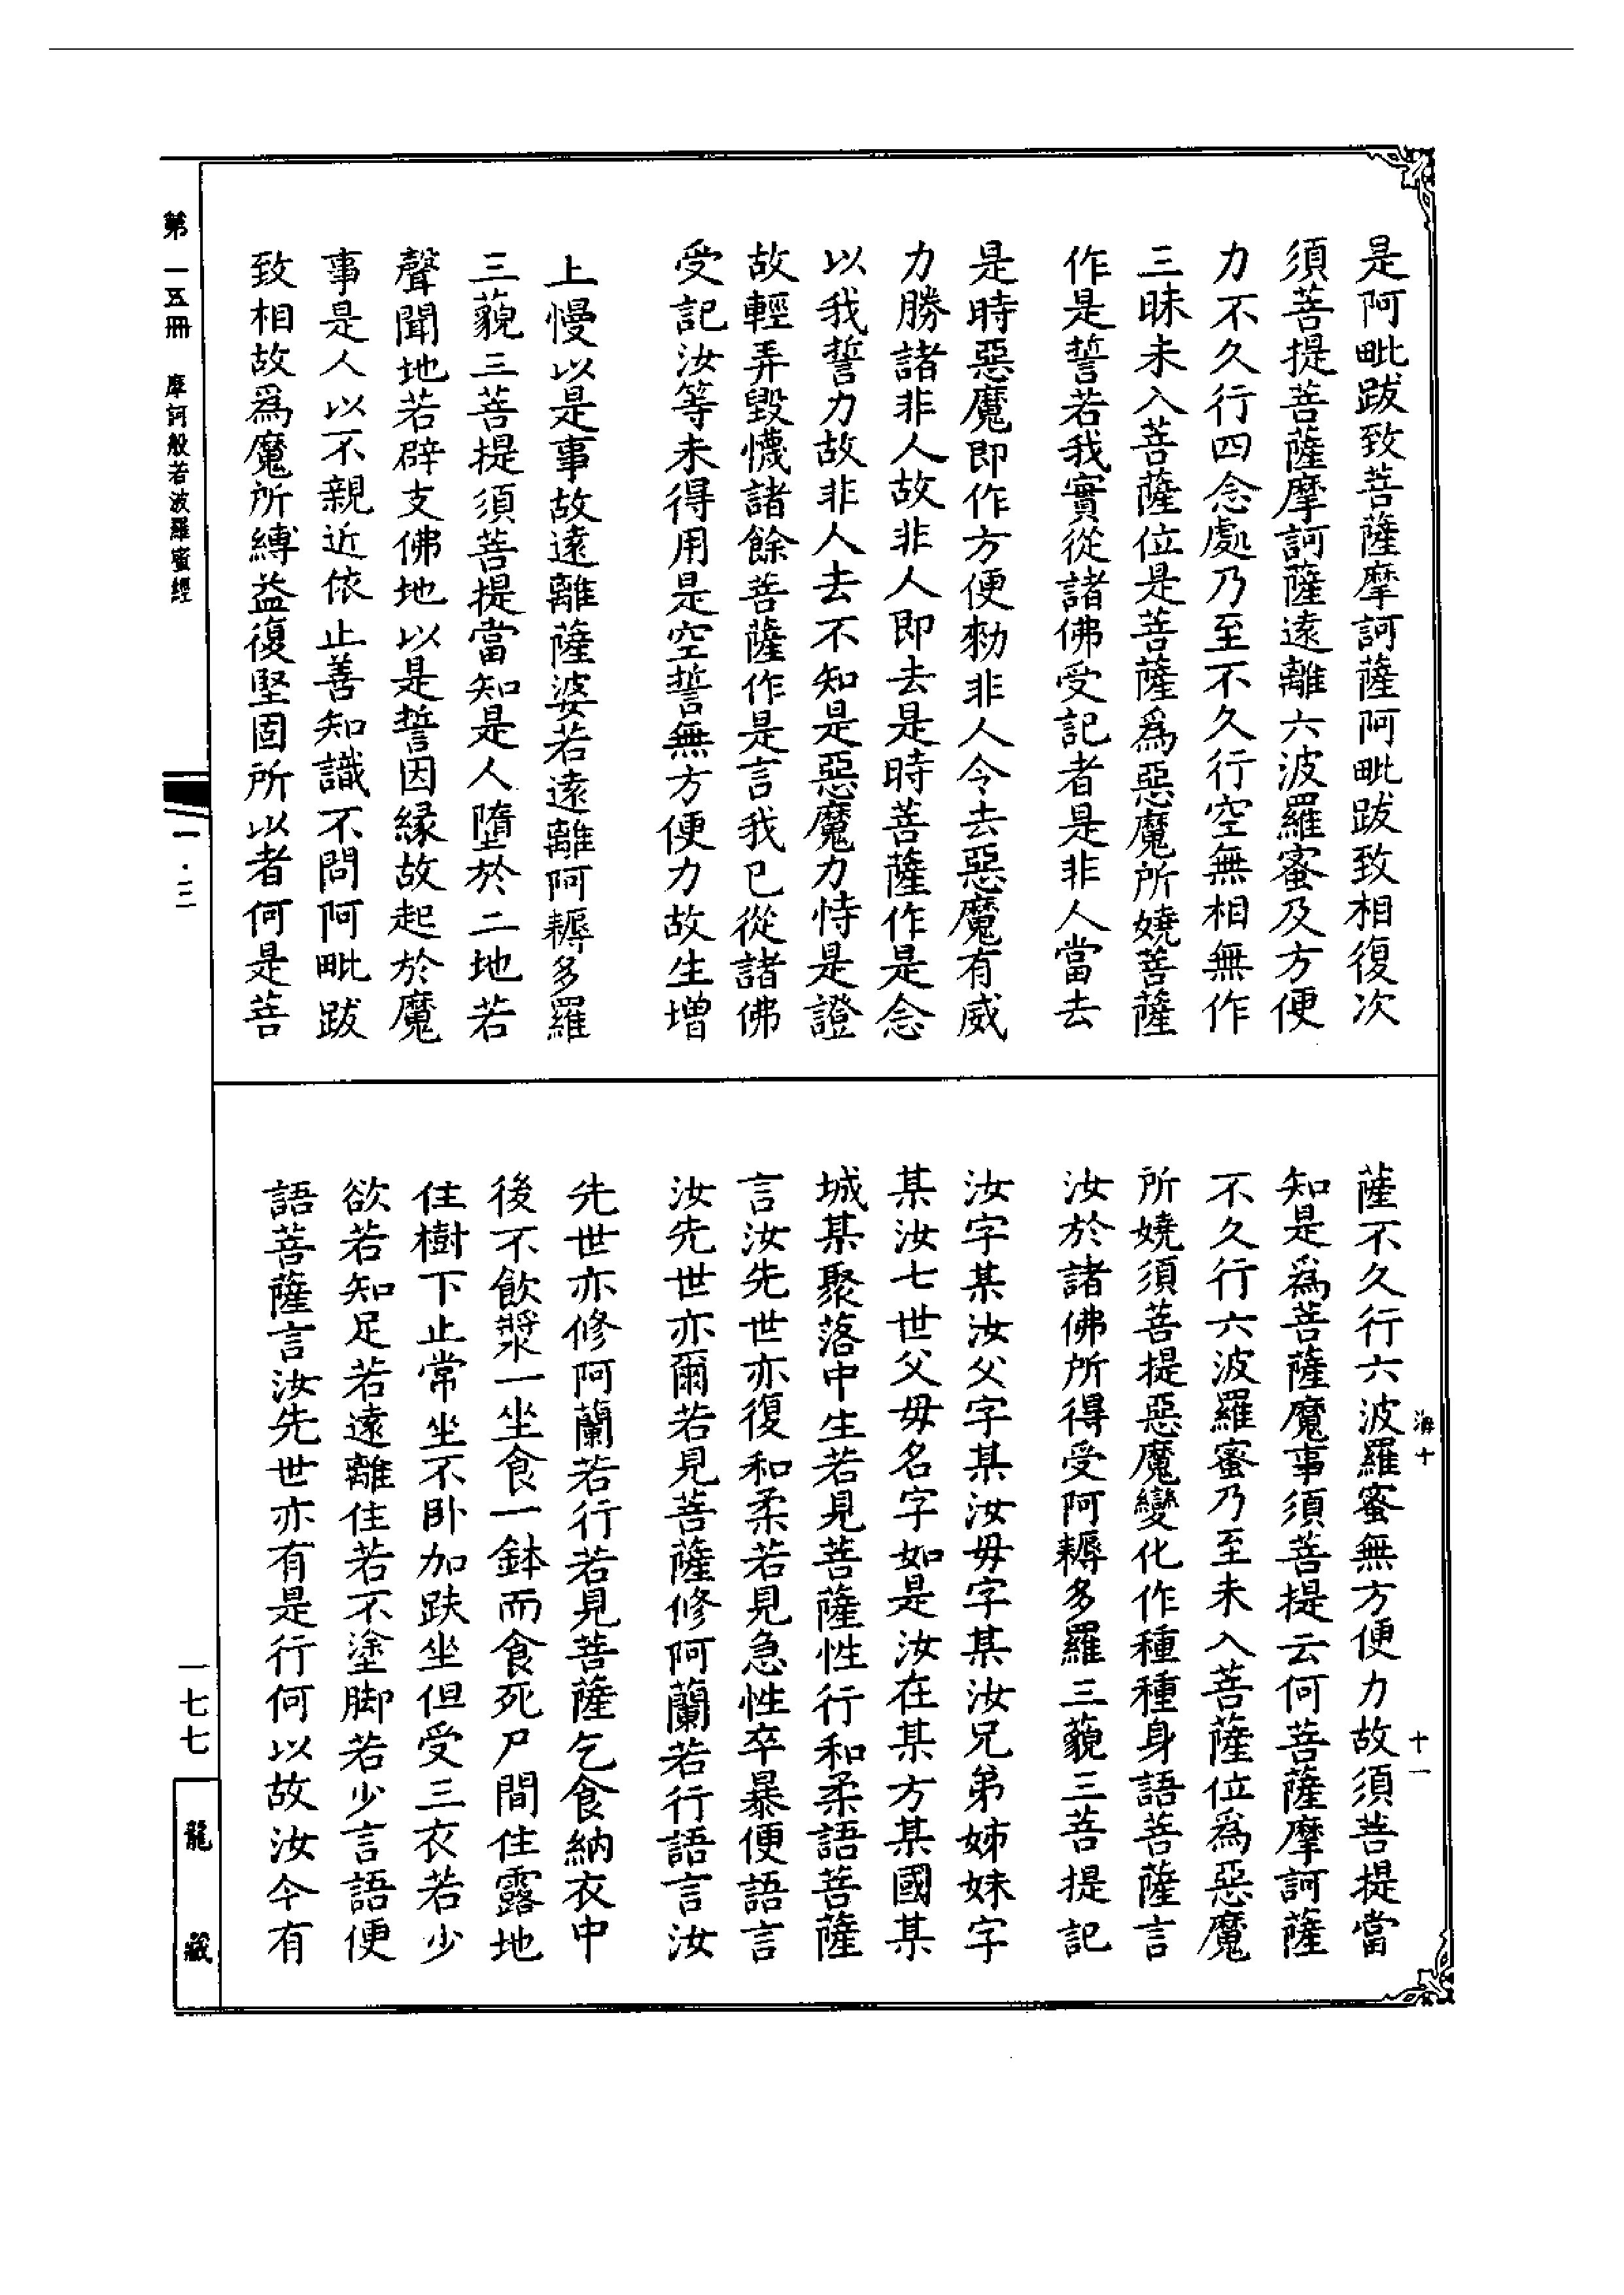 是阿毗跋致菩薩摩訶薩阿毗跋致相復次
須菩提菩薩摩訶薩遠離六波羅蜜及方便
力不久行四念處乃至不久行空無相無作
三昧未入菩薩位是菩薩爲惡魔所嬈菩薩
作是誓若我實從諸佛受記者是非人當去
是時惡魔即作方便勑非人令去惡魔有威
力勝諸非人故非人即去是時菩薩作是念
以我誓力故非人去不知是惡魔力恃是證
故輕弄毀懱諸餘菩薩作是言我已從諸佛
受記汝等未得用是空誓無方便力故生增
上慢以是事故遠離薩婆若遠離阿耨多羅
三藐三菩提須菩提當知是人墮於二地若
聲聞地若辟支佛地以是誓因緣故起於魔
事是人以不親近依止善知識不問阿毗跋
致相故爲魔所縛益復堅固所以者何是菩
薩不久行六波羅蜜無方便力故須菩提當
知是爲菩薩魔事須菩提云何菩薩摩訶薩
不久行六波羅蜜乃至未入菩薩位爲惡魔
所嬈須菩提惡魔變化作種種身語菩薩言
汝於諸佛所得受阿耨多羅三藐三菩提記
汝字某汝父字某汝母字某汝兄弟姊妹字
某汝七世父母名字如是汝在某方某國某
城某聚落中生若見菩薩性行和柔語菩薩
言汝先世亦復和柔若見急性卒暴便語言
汝先世亦爾若見菩薩修阿蘭若行語言汝
先世亦修阿蘭若行若見菩薩乞食納衣中
後不飲漿一坐食一鉢而食死尸間住露地
住樹下止常坐不卧加趺坐但受三衣若少
欲若知足若遠離住若不塗脚若少言語便
語菩薩言汝先世亦有是行何以故汝今有
海十
十一
第一五冊 摩訶般若波羅蜜經
一·三
一七七
龍藏